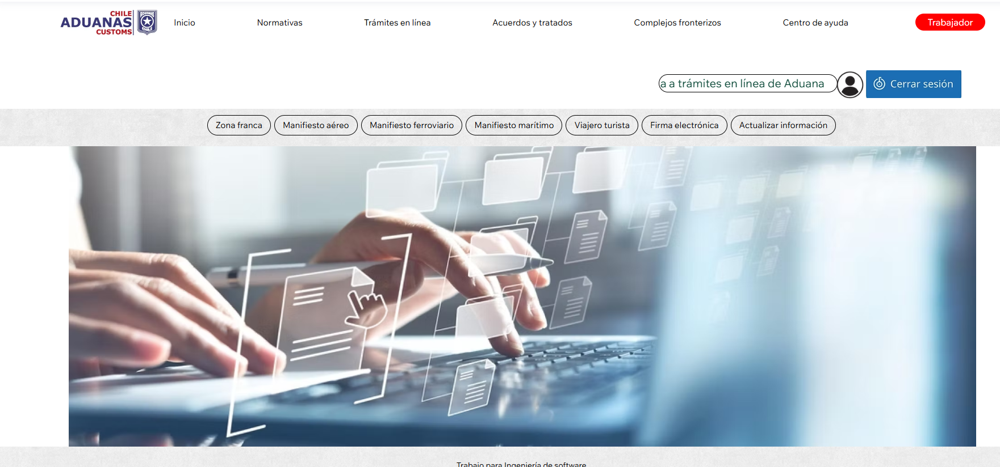 CHILE
ADUANAS
CUSTOMS
ADUANAS
CHILE
Inicio
Normativas
Trámites en línea
Acuerdos y tratados
Complejos fronterizos
Centro de ayuda
Trabajador
a a trámites en línea de Aduana
Cerrar sesión
Zona franca
Manifiesto aéreo
Manifiesto ferroviario
Manifiesto marítimo
Viajero turista
Firma electrónica
Actualizar información
Trabajo para Ingeniería de software